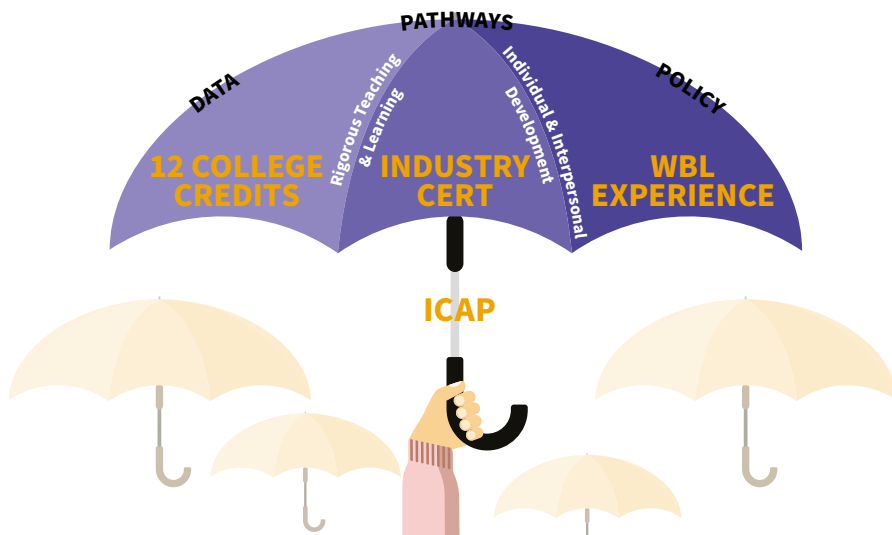 PATHWAYS
DATA
POLICY
Rigorous Teaching
& Learning
Individual & Interpersonal
Development
12 COLLEGE
CREDITS
INDUSTRY
CERT
WBL
EXPERIENCE
ICAP